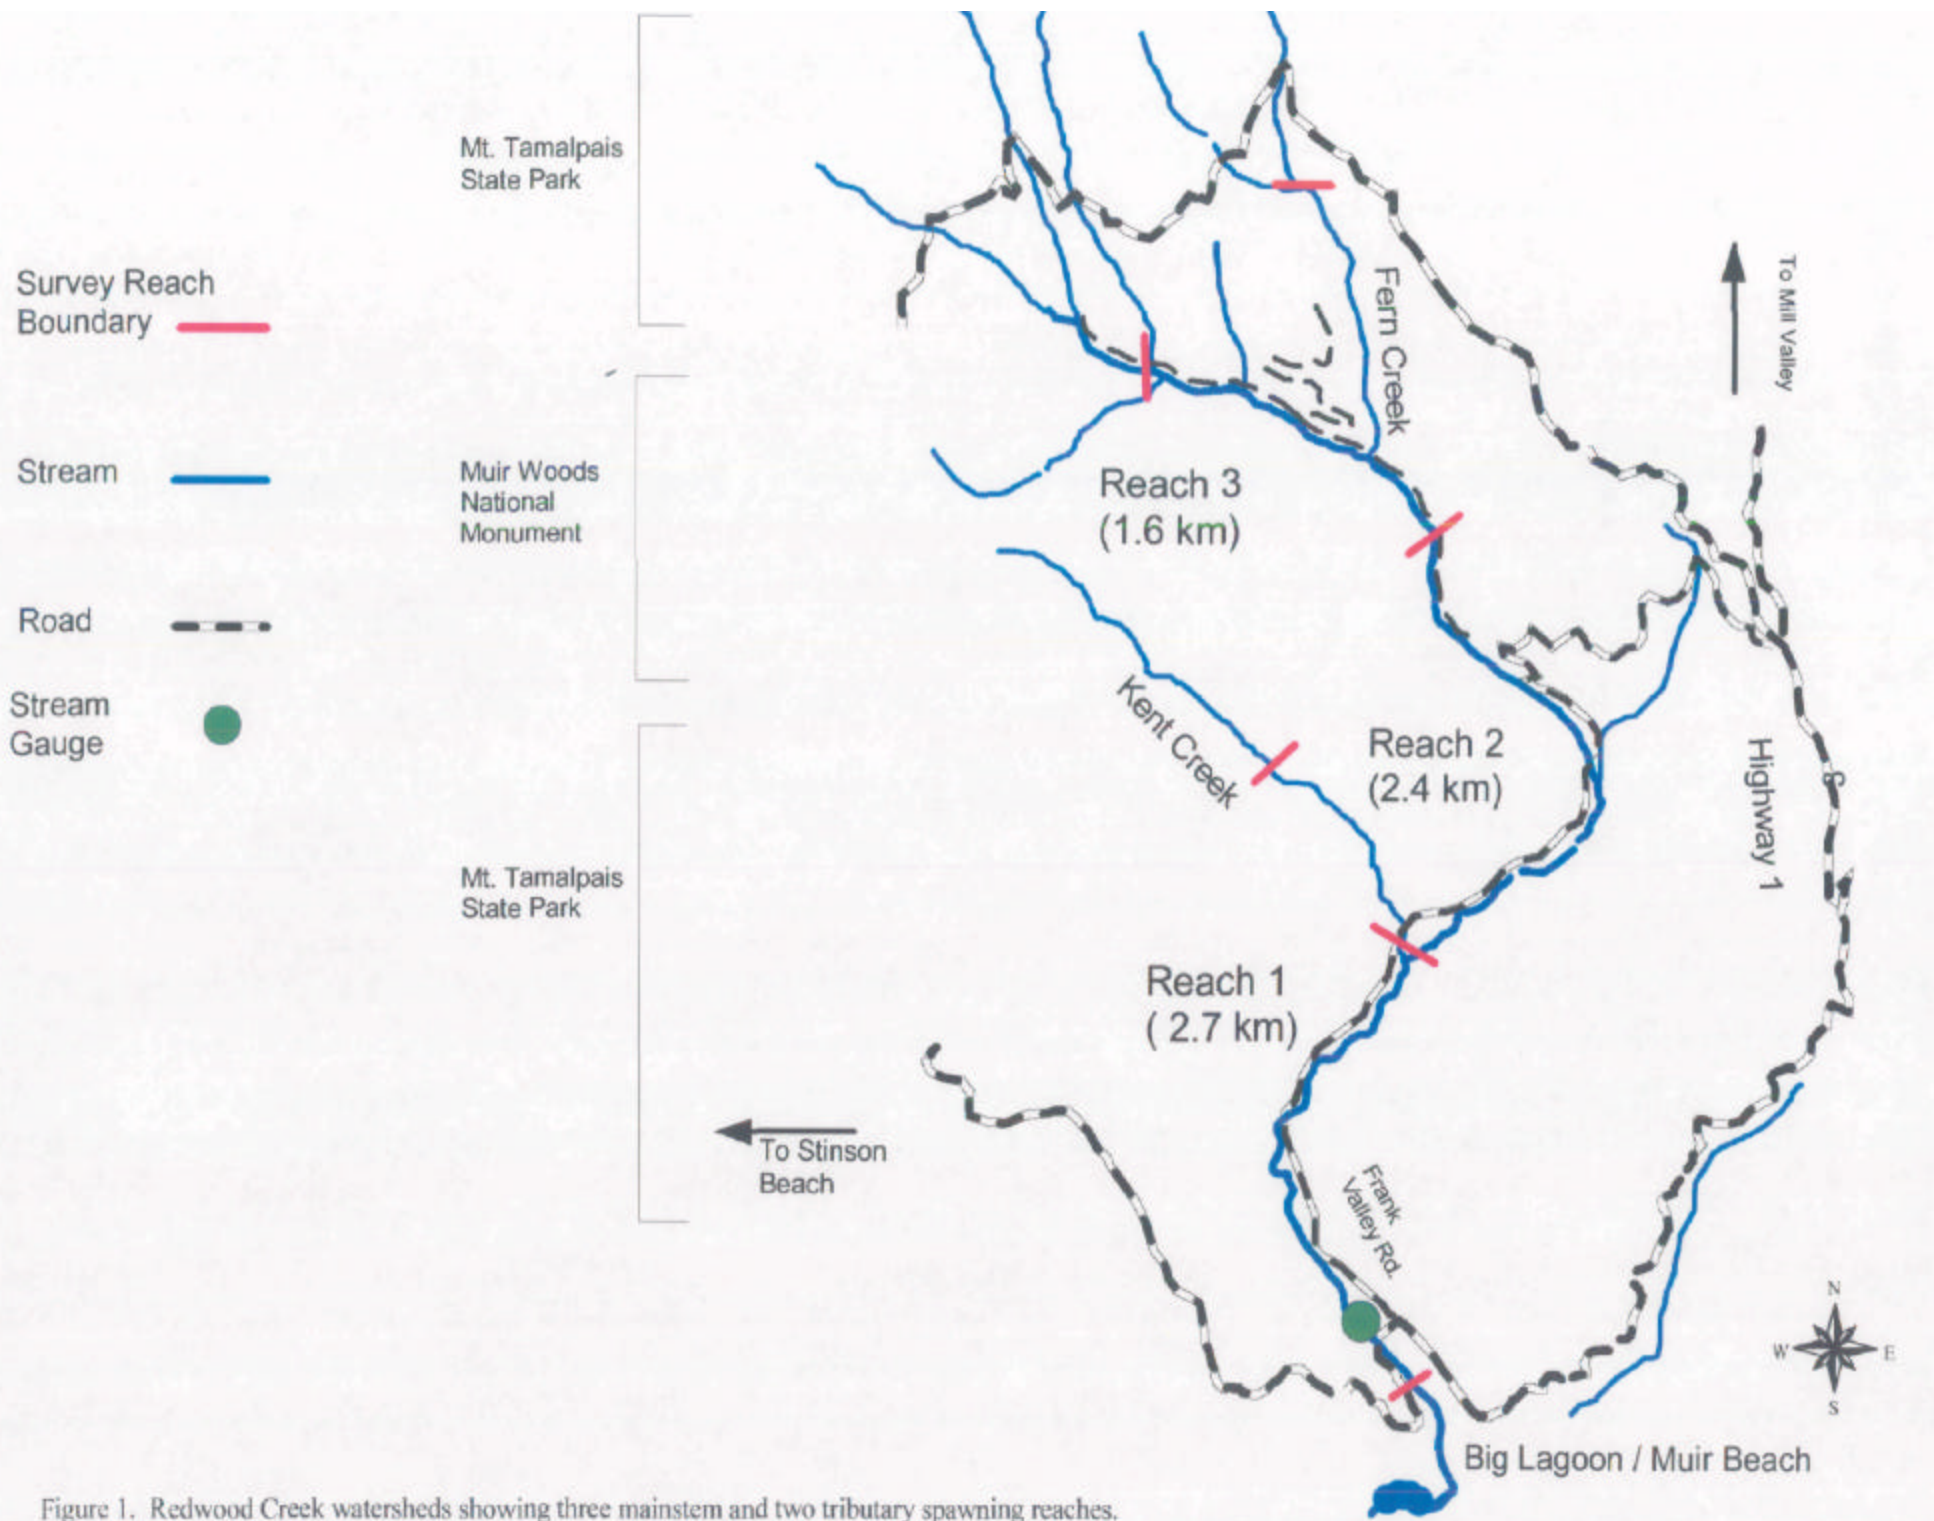 Mt. Tamalpais
State Park
Survey Reach
Boundary
Stream
Road
Stream
Gauge
Muir Woods
National
Monument
Mt. Tamalpais
State Park
To Stinson
Beach
Fern Creek
To Mill Valley
Reach 3
(1.6 km)
Kent Creek
Reach 2
(2.4 km)
Highway 1
Reach 1
( 2.7 km)
Frank
Valley Rd.
N
W
E
S
Big Lagoon / Muir Beach
Figure 1. Redwood Creek watersheds showing three mainstem and two tributary spawning reaches.